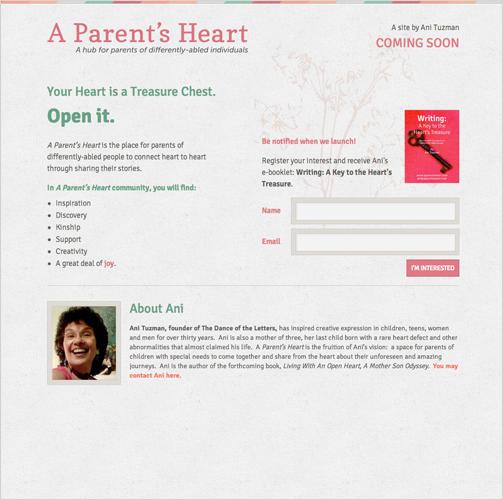 A Parent's Heart
A hub for parents of differently-abled individuals
A site by Ani Tuzman
COMING SOON
Your Heart is a Treasure Chest.
Open it.
A Parent's Heart is the place for parents of
differently-abled people to connect heart to heart
through sharing their stories.
In A Parent's Heart community, you will find:
• Inspiration
• Discovery
• Kinship
• Support
• Creativity
• A great deal of joy.
Be notified when we launch!
Register your interest and receive Ani's
e-booklet: Writing: A Key to the Heart's
Treasure.
Writing:
A Key to the
Heart's Treasure
Name
Email
I'M INTERESTED
About Ani
Ani Tuzman, founder of The Dance of the Letters, has inspired creative expression in children, teens, women
and men for over thirty years. Ani is also a mother of three, her last child born with a rare heart defect and other
abnormalities that almost claimed his life. A Parent's Heart is the fruition of Ani's vision: a space for parents of
children with special needs to come together and share from the heart about their unforeseen and amazing
journeys. Ani is the author of the forthcoming book, Living With An Open Heart, A Mother Son Odyssey. You may
contact Ani here.